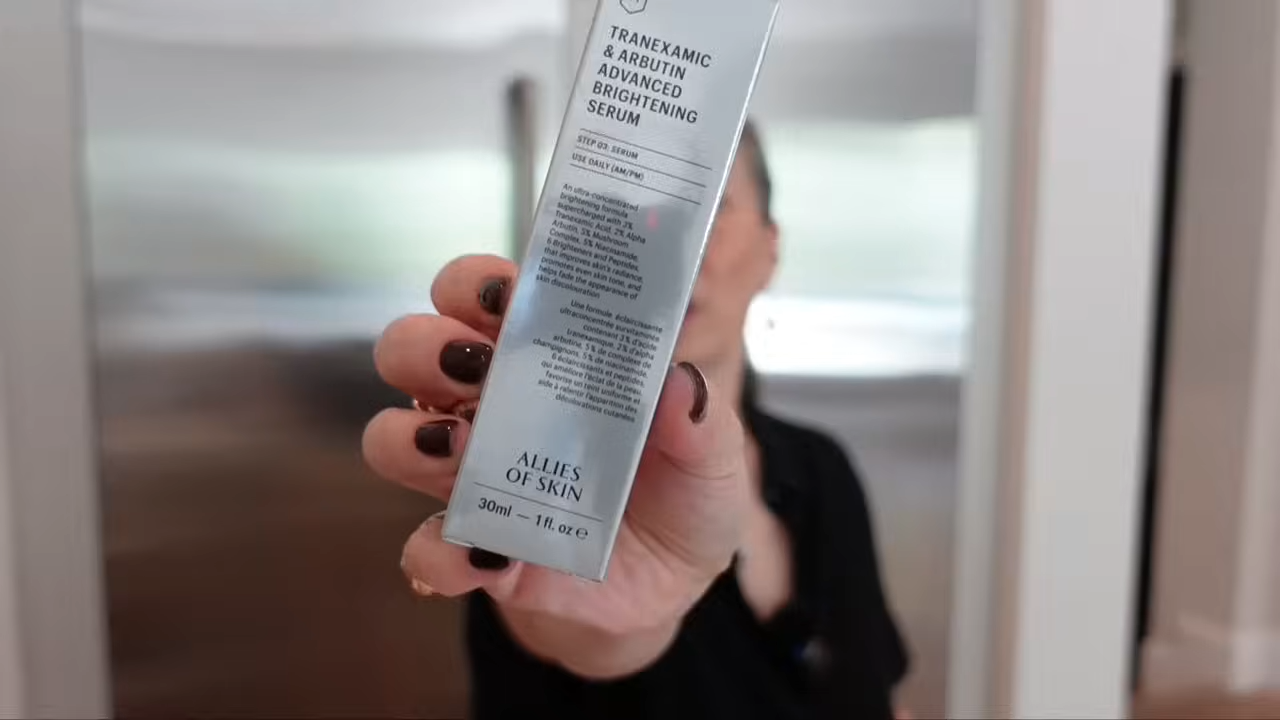 TRANEXAMIC
& ARBUTIN
ADVANCED
BRIGHTENING
SERUM
STEP 03: SERUM
USE DAILY (AM/PM)
An ultra-concentrated
brightening formula
supercharged with 3%
Tranexamic Acid, 2% Alpha
Arbutin, 5% Mushroom
Complex, 5% Niacinamide,
6 Brighteners and Peptides,
that improves skin's radiance,
promotes even skin tone, and
helps fade the appearance of
skin discolouration
Une formule éclaircissante
ultraconcentrée survitaminée
contenant 3 % d'acide
tranexamique, 2 % d'alpha
arbutine, 5 % de complexe de
champignons, 5 % de niacinamide,
6 éclaircissants et peptides,
qui améliore l'éclat de la peau,
favorise un teint uniforme et
aide à ralentir l'apparition des
décolorations cutanées
ALLIES
OF SKIN
30ml — 1 fl. oz ℮